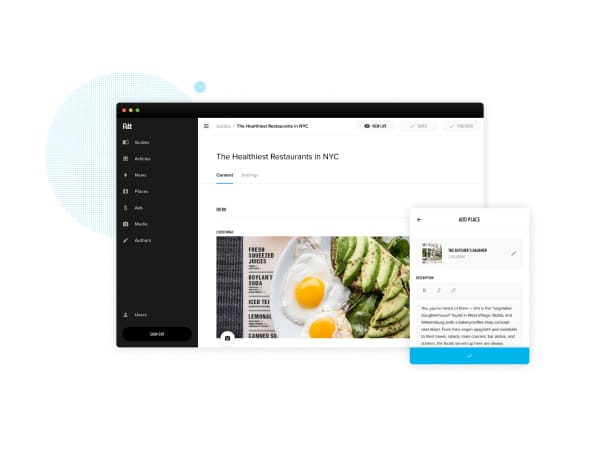 Guides / The Healthiest Restaurants in NYC
VIEW LIVE
SAVED
PUBLISHED
Guides
Articles
News
Places
Ads
Media
Authors
Users
SIGN OUT
The Healthiest Restaurants in NYC
Content Settings
INTRO
COVER IMAGE
FRESH
SQUEEZED
JUICES
BOYLAN'S
SODA
ICED TEA
LEMONAD
CANNED SO
ADD PLACE
THE BUTCHER'S DAUGHTER
DESCRIPTION
B I
Yes, you've heard of them — this is the "vegetable
slaughterhouse" found in West Village, Nolita, and
Williamsburg (with a bakery/coffee shop concept
next door). From their vegan spaghetti and meatballs
to their bowls, salads, main courses, bar plates, and
starters, the foods served up here are always